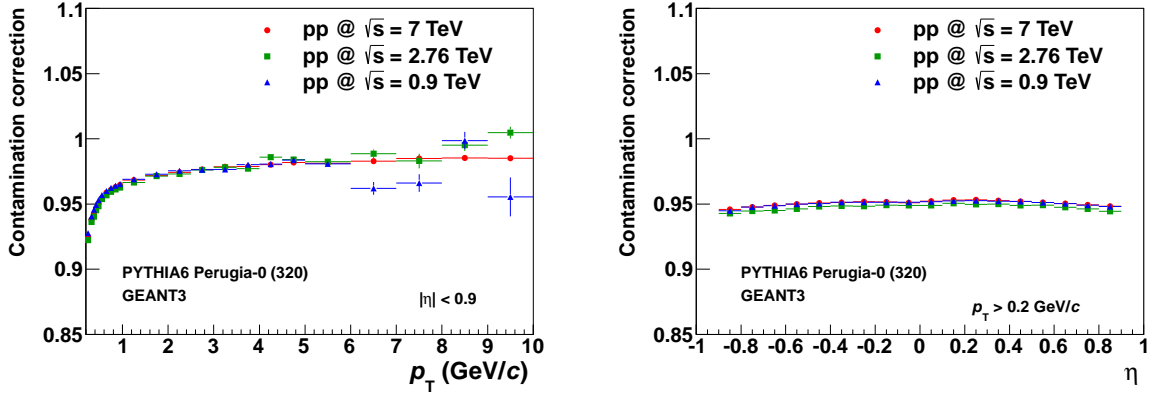 Contamination correction
1.1
1.05
1
0.95
0.9
0.85
pp @ √s = 7 TeV
pp @ √s = 2.76 TeV
pp @ √s = 0.9 TeV
PYTHIA6 Perugia-0 (320)
GEANT3
|η| < 0.9
1 2 3 4 5 6 7 8 9 10
p_T (GeV/c)
Contamination correction
1.1
1.05
1
0.95
0.9
0.85
pp @ √s = 7 TeV
pp @ √s = 2.76 TeV
pp @ √s = 0.9 TeV
PYTHIA6 Perugia-0 (320)
GEANT3
p_T > 0.2 GeV/c
-1 -0.8 -0.6 -0.4 -0.2 0 0.2 0.4 0.6 0.8 1
η